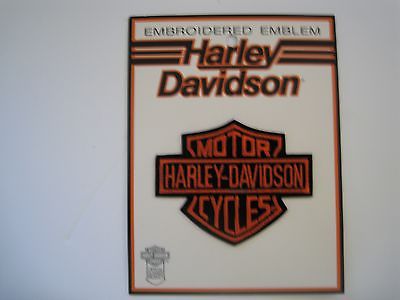 EMBROIDERED EMBLEM
Harley
Davidson
MOTOR
HARLEY-DAVIDSON
CYCLES